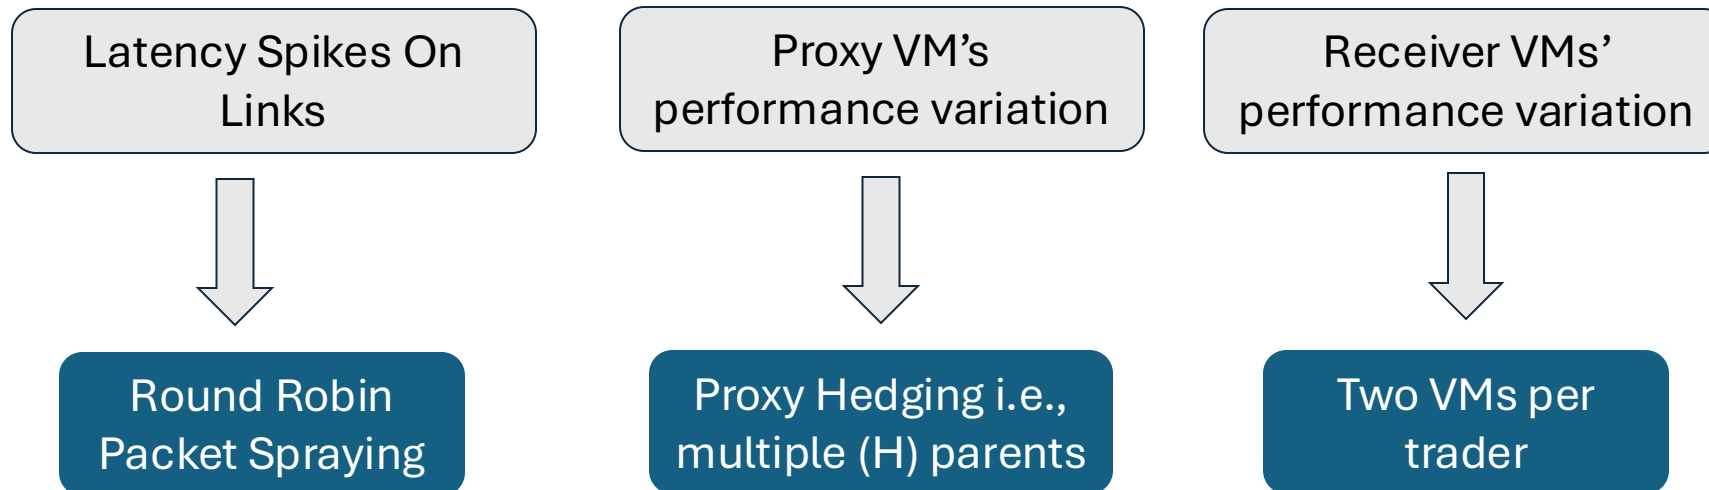 Latency Spikes On
Links
Proxy VM’s
performance variation
Receiver VMs’
performance variation
Round Robin
Packet Spraying
Proxy Hedging i.e.,
multiple (H) parents
Two VMs per
trader